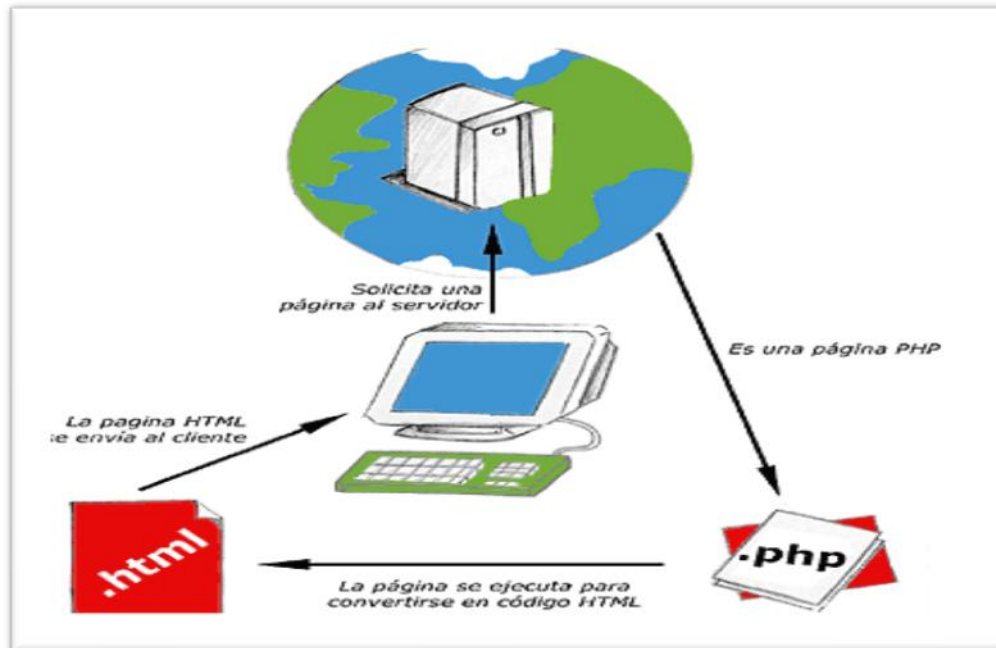 Solicita una
página al servidor
Es una página PHP
La pagina HTML
se envía al cliente
.html
.php
La página se ejecuta para
convertirse en código HTML